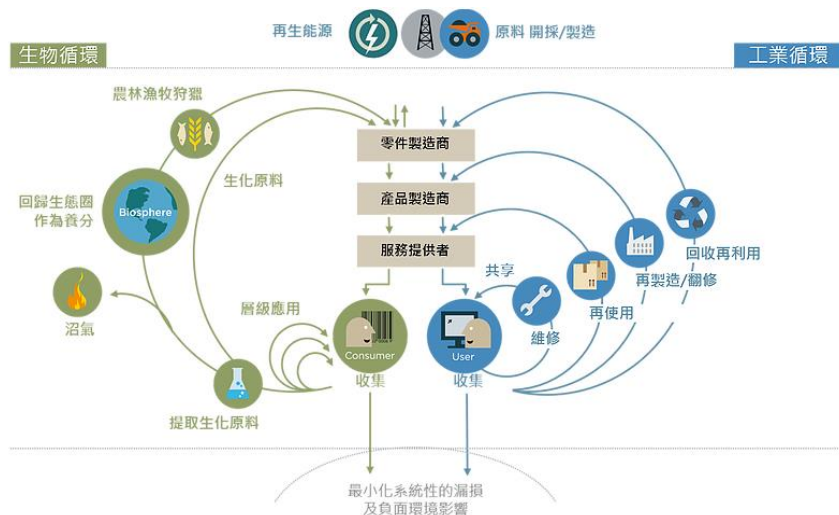 再生能源
原料 開採/製造
生物循環
工業循環
農林漁牧狩獵
零件製造商
生化原料
產品製造商
回歸生態圈
作為養分
Biosphere
服務提供者
回收再利用
再製造/翻修
共享
再使用
層級應用
維修
沼氣
Consumer
User
收集
收集
提取生化原料
最小化系統性的漏損
及負面環境影響